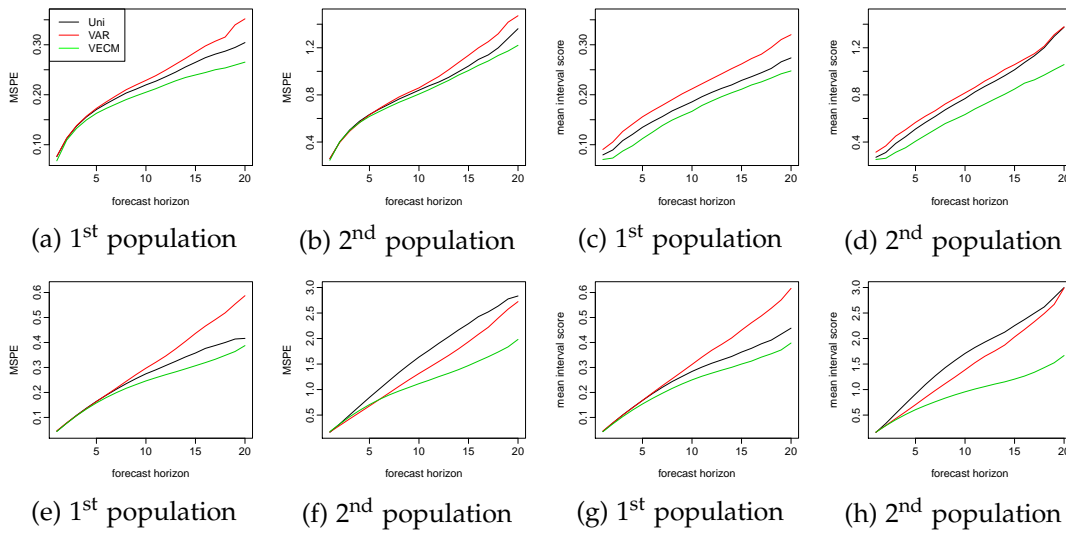 Uni
VAR
VECM
0.10
0.20
0.30
MSPE
5 10 15 20
forecast horizon
(a) 1st population
0.4
0.8
1.2
MSPE
5 10 15 20
forecast horizon
(b) 2nd population
0.10
0.20
0.30
mean interval score
5 10 15 20
forecast horizon
(c) 1st population
0.4
0.8
1.2
mean interval score
5 10 15 20
forecast horizon
(d) 2nd population
0.1
0.2
0.3
0.4
0.5
0.6
MSPE
5 10 15 20
forecast horizon
(e) 1st population
0.5
1.0
1.5
2.0
2.5
3.0
MSPE
5 10 15 20
forecast horizon
(f) 2nd population
0.1
0.2
0.3
0.4
0.5
0.6
mean interval score
5 10 15 20
forecast horizon
(g) 1st population
0.5
1.0
1.5
2.0
2.5
3.0
mean interval score
5 10 15 20
forecast horizon
(h) 2nd population